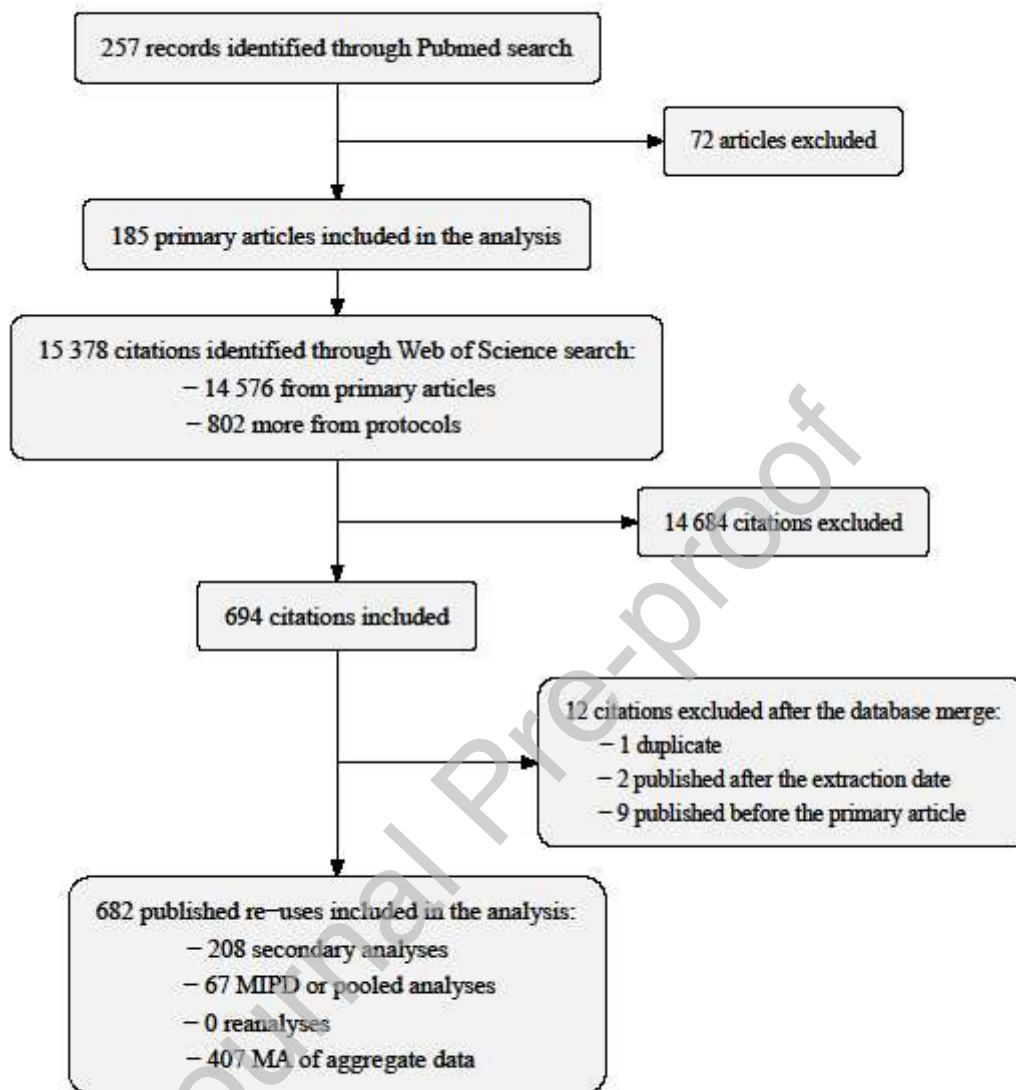 257 records identified through Pubmed search
72 articles excluded
185 primary articles included in the analysis
15 378 citations identified through Web of Science search:
− 14 576 from primary articles
− 802 more from protocols
14 684 citations excluded
694 citations included
12 citations excluded after the database merge:
− 1 duplicate
− 2 published after the extraction date
− 9 published before the primary article
682 published re−uses included in the analysis:
− 208 secondary analyses
− 67 MIPD or pooled analyses
− 0 reanalyses
− 407 MA of aggregate data
Journal Pre-proof